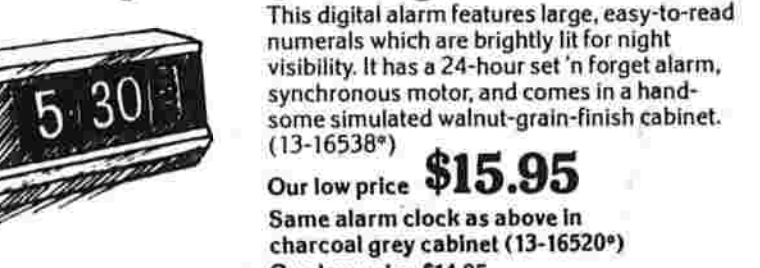 This digital alarm features large, easy-to-read
numerals which are brightly lit for night
visibility. It has a 24-hour set 'n forget alarm,
synchronous motor, and comes in a hand-
some simulated walnut-grain-finish cabinet.
(13-16538*)
Our low price $15.95
Same alarm clock as above in
charcoal grey cabinet (13-16520*)
5 30